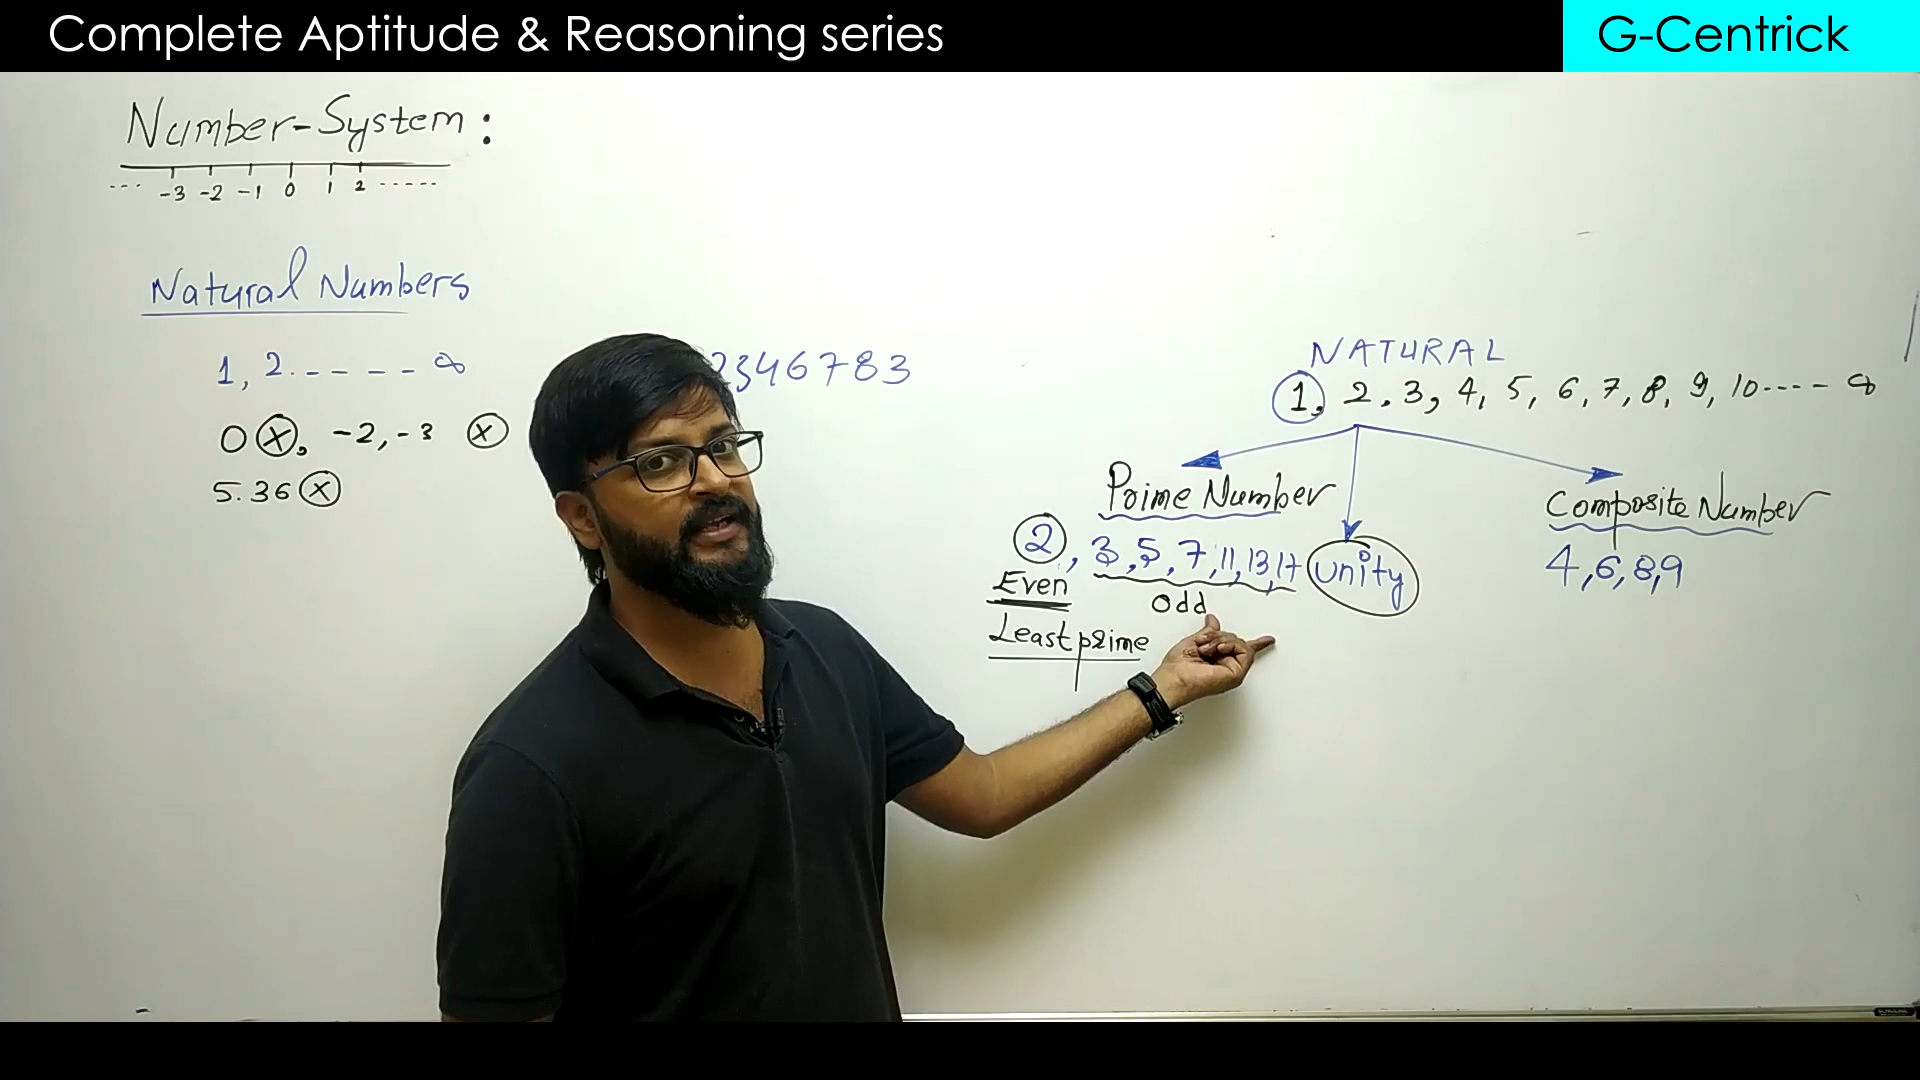 Complete Aptitude & Reasoning series
G-Centrick
Number-System:
--- -3 -2 -1 0 1 2 -----
Natural Numbers
1, 2 . - - - - - ∞
2346783
0 (x), -2, -3 (x)
5.36 (x)
NATURAL
1, 2, 3, 4, 5, 6, 7, 8, 9, 10 ---- ∞
Prime Number
Composite Number
2, 3, 5, 7, 11, 13, 17
unity
4, 6, 8, 9
Even
Odd
Least prime